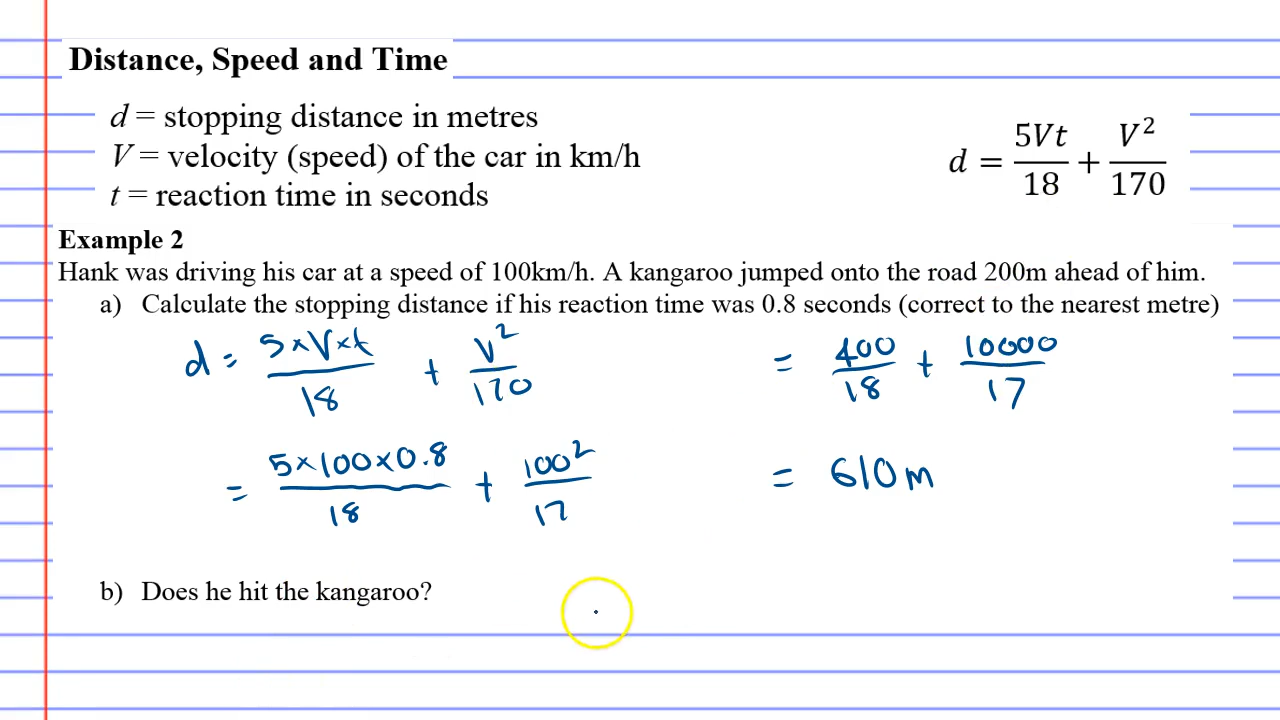 Distance, Speed and Time
d = stopping distance in metres
V = velocity (speed) of the car in km/h
t = reaction time in seconds
d = 5Vt/18 + V²/170
Example 2
Hank was driving his car at a speed of 100km/h. A kangaroo jumped onto the road 200m ahead of him.
a) Calculate the stopping distance if his reaction time was 0.8 seconds (correct to the nearest metre)
d = 5×V×t/18 + V²/170
= 5×100×0.8/18 + 100²/17
= 400/18 + 10000/17
= 610m
b) Does he hit the kangaroo?